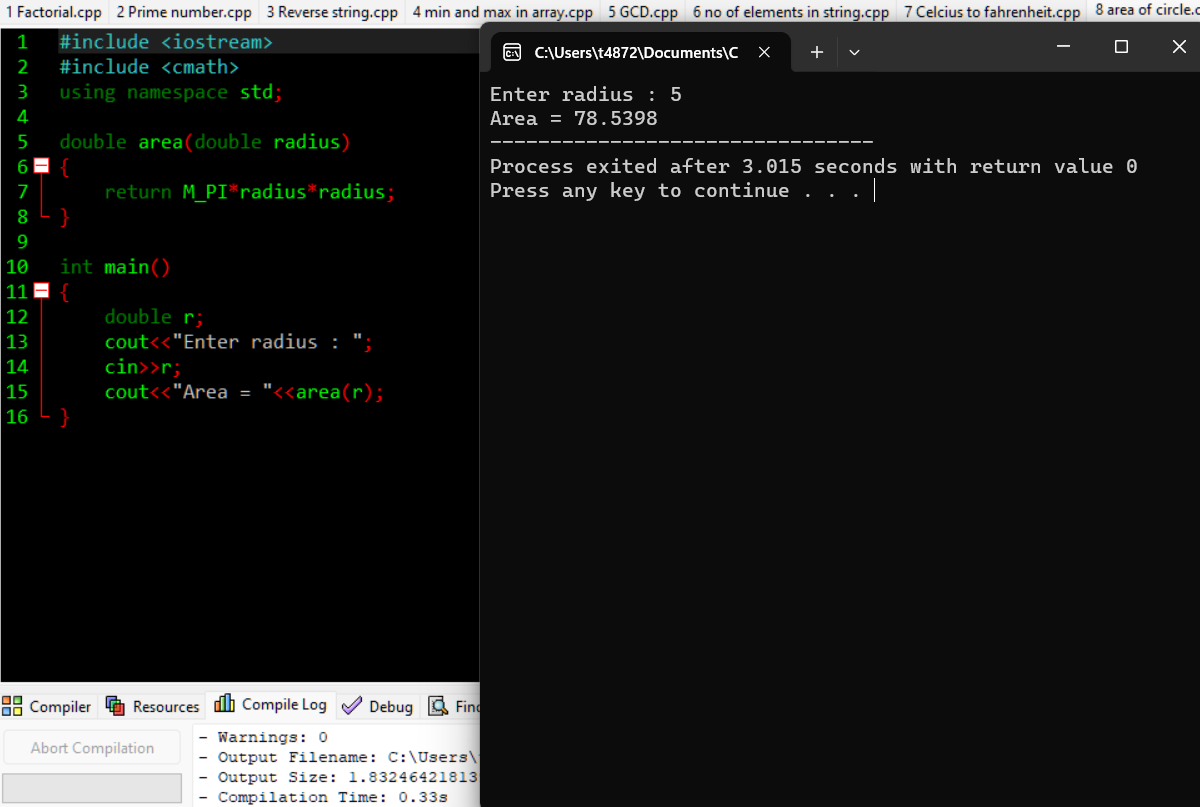 1 Factorial.cpp 2 Prime number.cpp 3 Reverse string.cpp 4 min and max in array.cpp 5 GCD.cpp 6 no of elements in string.cpp 7 Celcius to fahrenheit.cpp 8 area of circle.c
1 #include <iostream>
2 #include <cmath>
3 using namespace std;
4
5 double area(double radius)
6 {
7 return M_PI*radius*radius;
8 }
9
10 int main()
11 {
12 double r;
13 cout<<"Enter radius : ";
14 cin>>r;
15 cout<<"Area = "<<area(r);
16 }
C:\Users\t4872\Documents\C
Enter radius : 5
Area = 78.5398
--------------------------------
Process exited after 3.015 seconds with return value 0
Press any key to continue . . .
Compiler Resources Compile Log Debug Find
Abort Compilation
- Warnings: 0
- Output Filename: C:\Users\
- Output Size: 1.83246421813
- Compilation Time: 0.33s